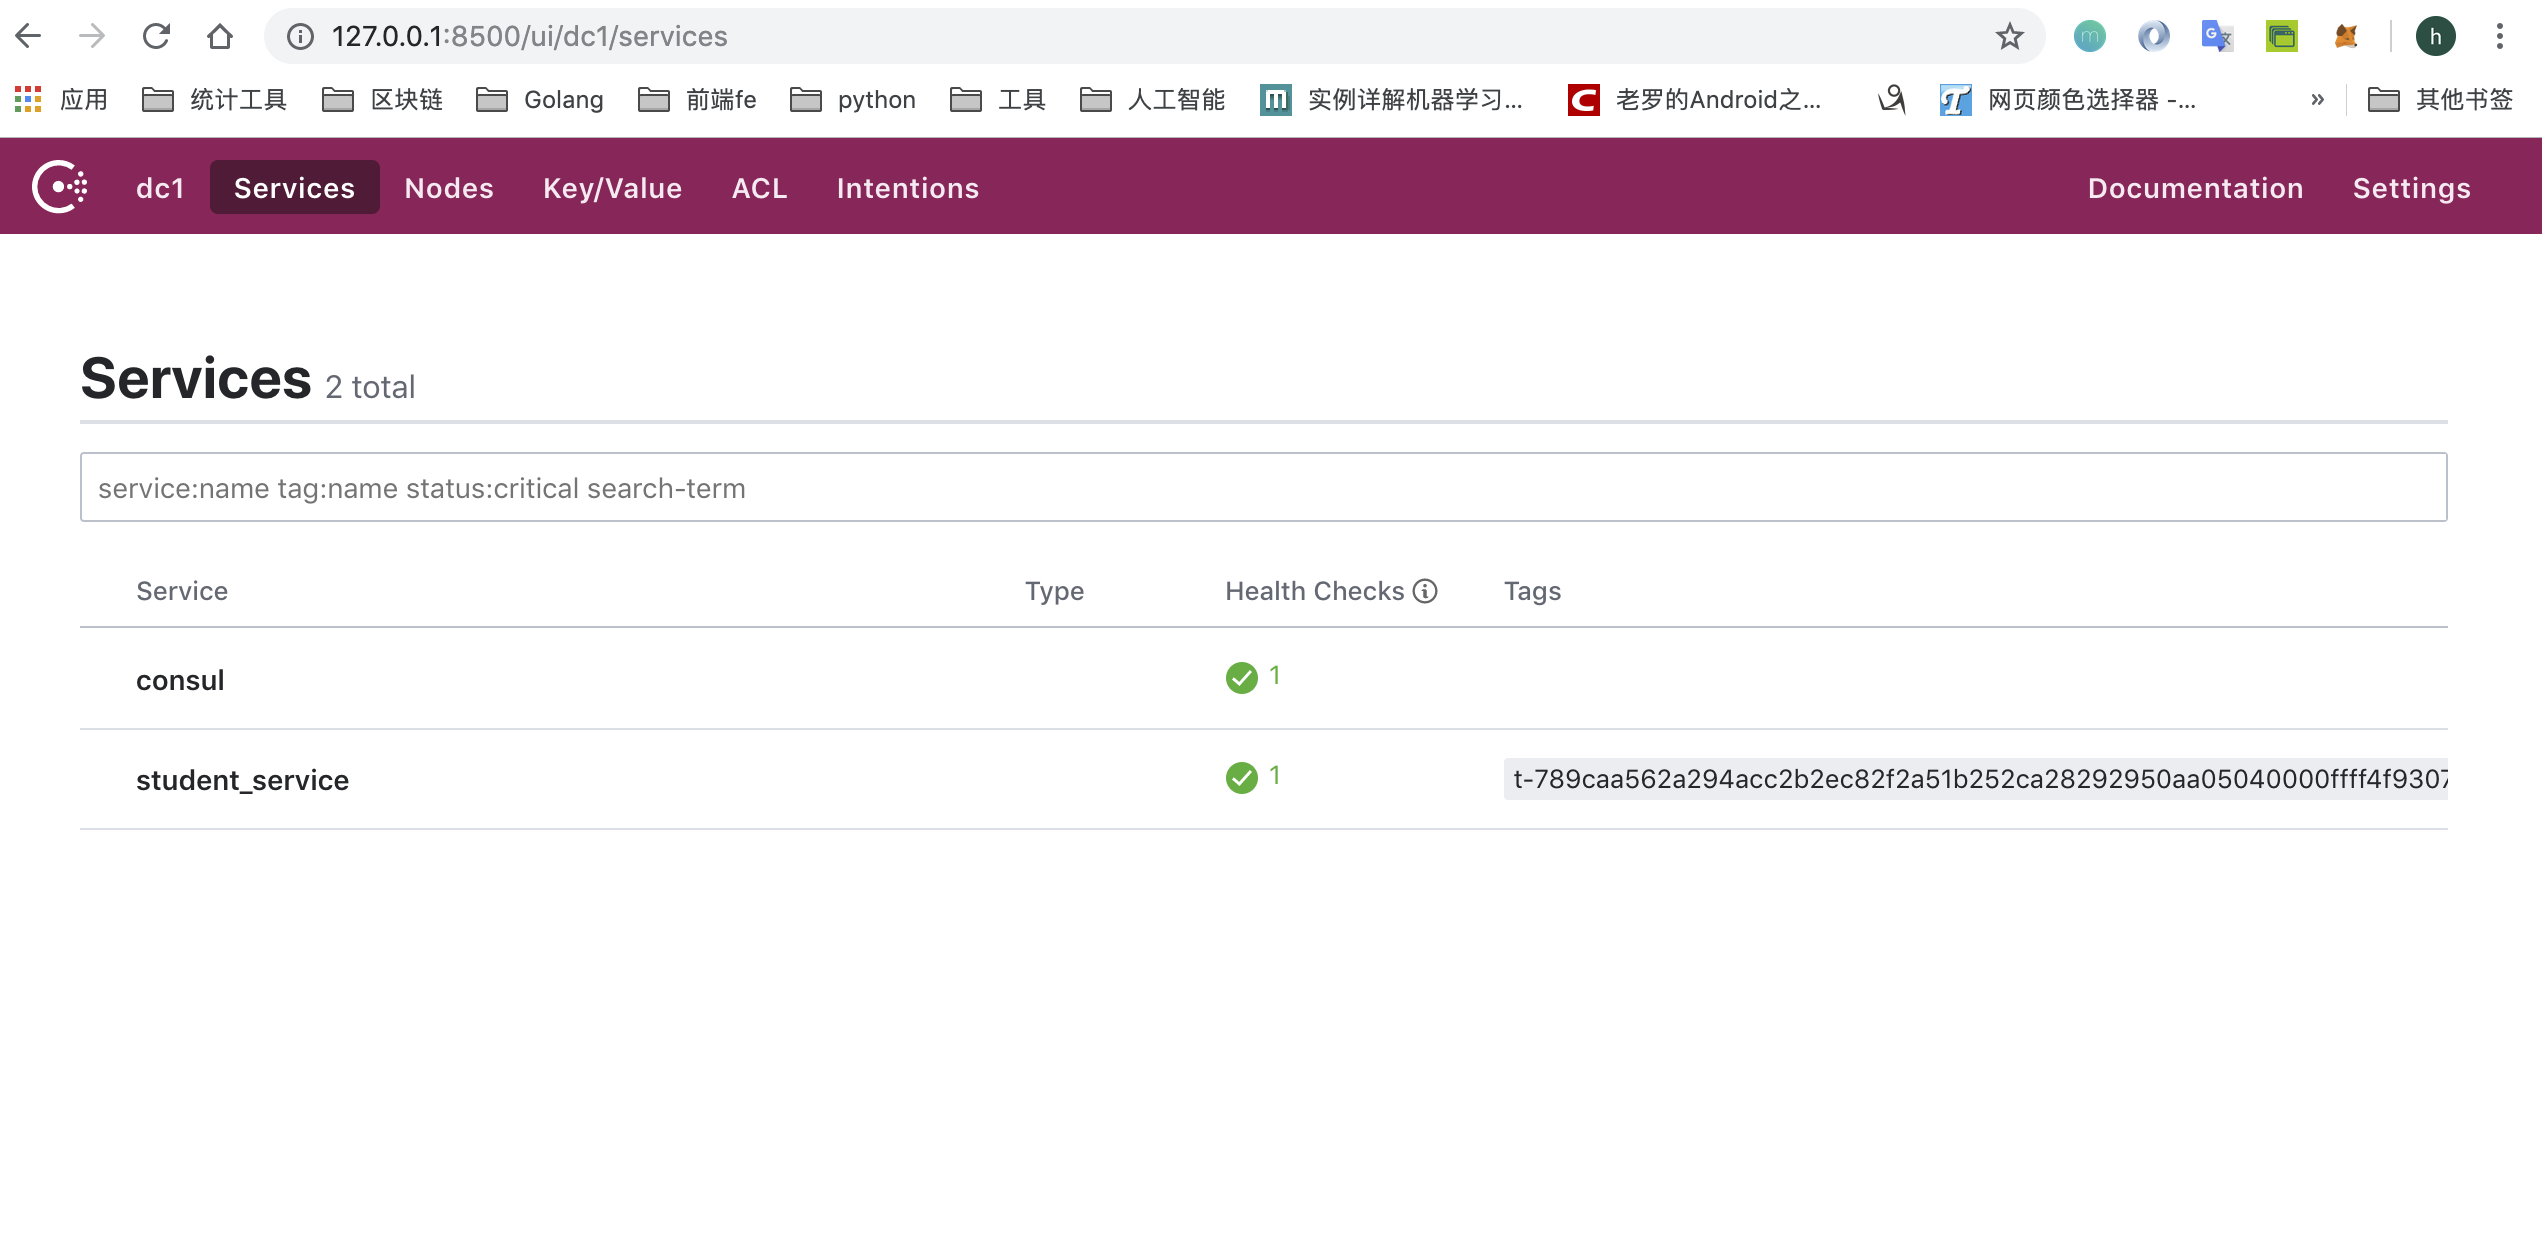 127.0.0.1:8500/ui/dc1/services
h
应用 统计工具 区块链 Golang 前端fe python 工具 人工智能 实例详解机器学习... 老罗的Android之... 网页颜色选择器 -... » 其他书签
dc1 Services Nodes Key/Value ACL Intentions Documentation Settings
Services 2 total
service:name tag:name status:critical search-term
Service Type Health Checks Tags
consul 1
student_service 1 t-789caa562a294acc2b2ec82f2a51b252ca28292950aa05040000ffff4f9307